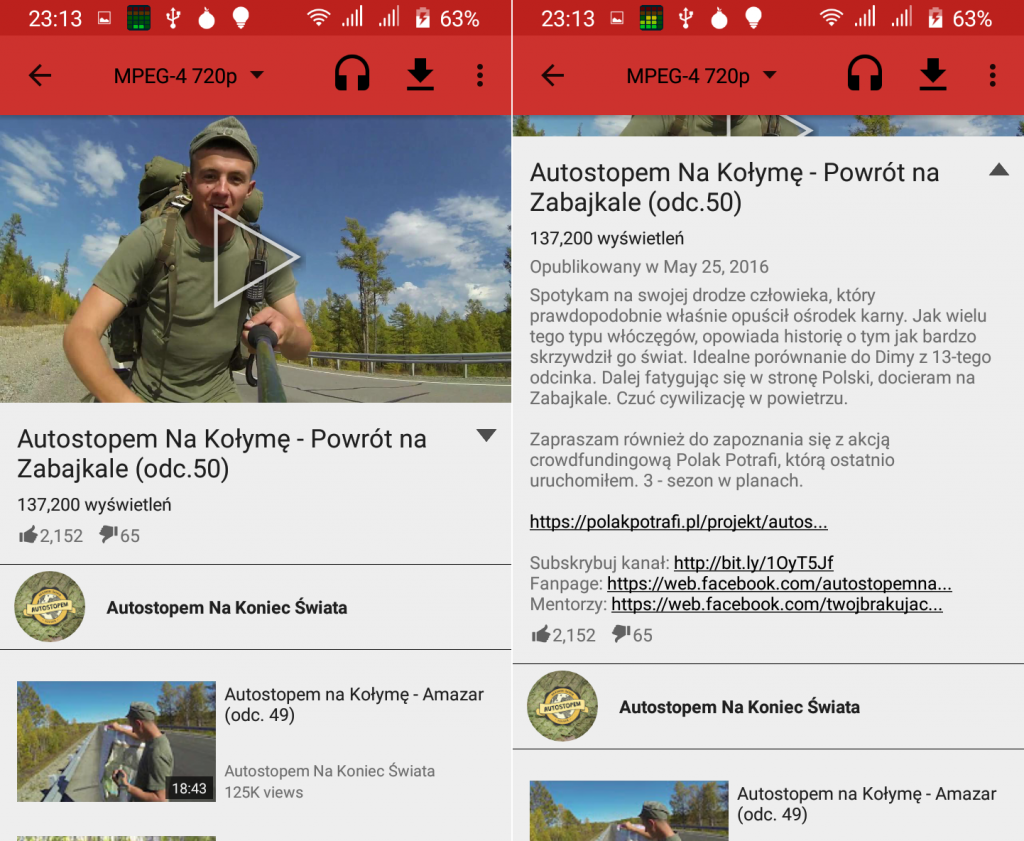 23:13
63%
MPEG-4 720p
Autostopem Na Kołymę - Powrót na
Zabajkale (odc.50)
137,200 wyświetleń
2,152
65
AUTOSTOPEM
Autostopem Na Koniec Świata
Autostopem na Kołymę - Amazar
(odc. 49)
18:43
Autostopem Na Koniec Świata
125K views
23:13
63%
MPEG-4 720p
Autostopem Na Kołymę - Powrót na
Zabajkale (odc.50)
137,200 wyświetleń
Opublikowany w May 25, 2016
Spotykam na swojej drodze człowieka, który
prawdopodobnie właśnie opuścił ośrodek karny. Jak wielu
tego typu włóczęgów, opowiada historię o tym jak bardzo
skrzywdził go świat. Idealne porównanie do Dimy z 13-tego
odcinka. Dalej fatygując się w stronę Polski, docieram na
Zabajkale. Czuć cywilizację w powietrzu.
Zapraszam również do zapoznania się z akcją
crowdfundingową Polak Potrafi, którą ostatnio
uruchomiłem. 3 - sezon w planach.
https://polakpotrafi.pl/projekt/autos...
Subskrybuj kanał: http://bit.ly/1OyT5Jf
Fanpage: https://web.facebook.com/autostopemna...
Mentorzy: https://web.facebook.com/twojbrakujac...
2,152
65
AUTOSTOPEM
Autostopem Na Koniec Świata
Autostopem na Kołymę - Amazar
(odc. 49)